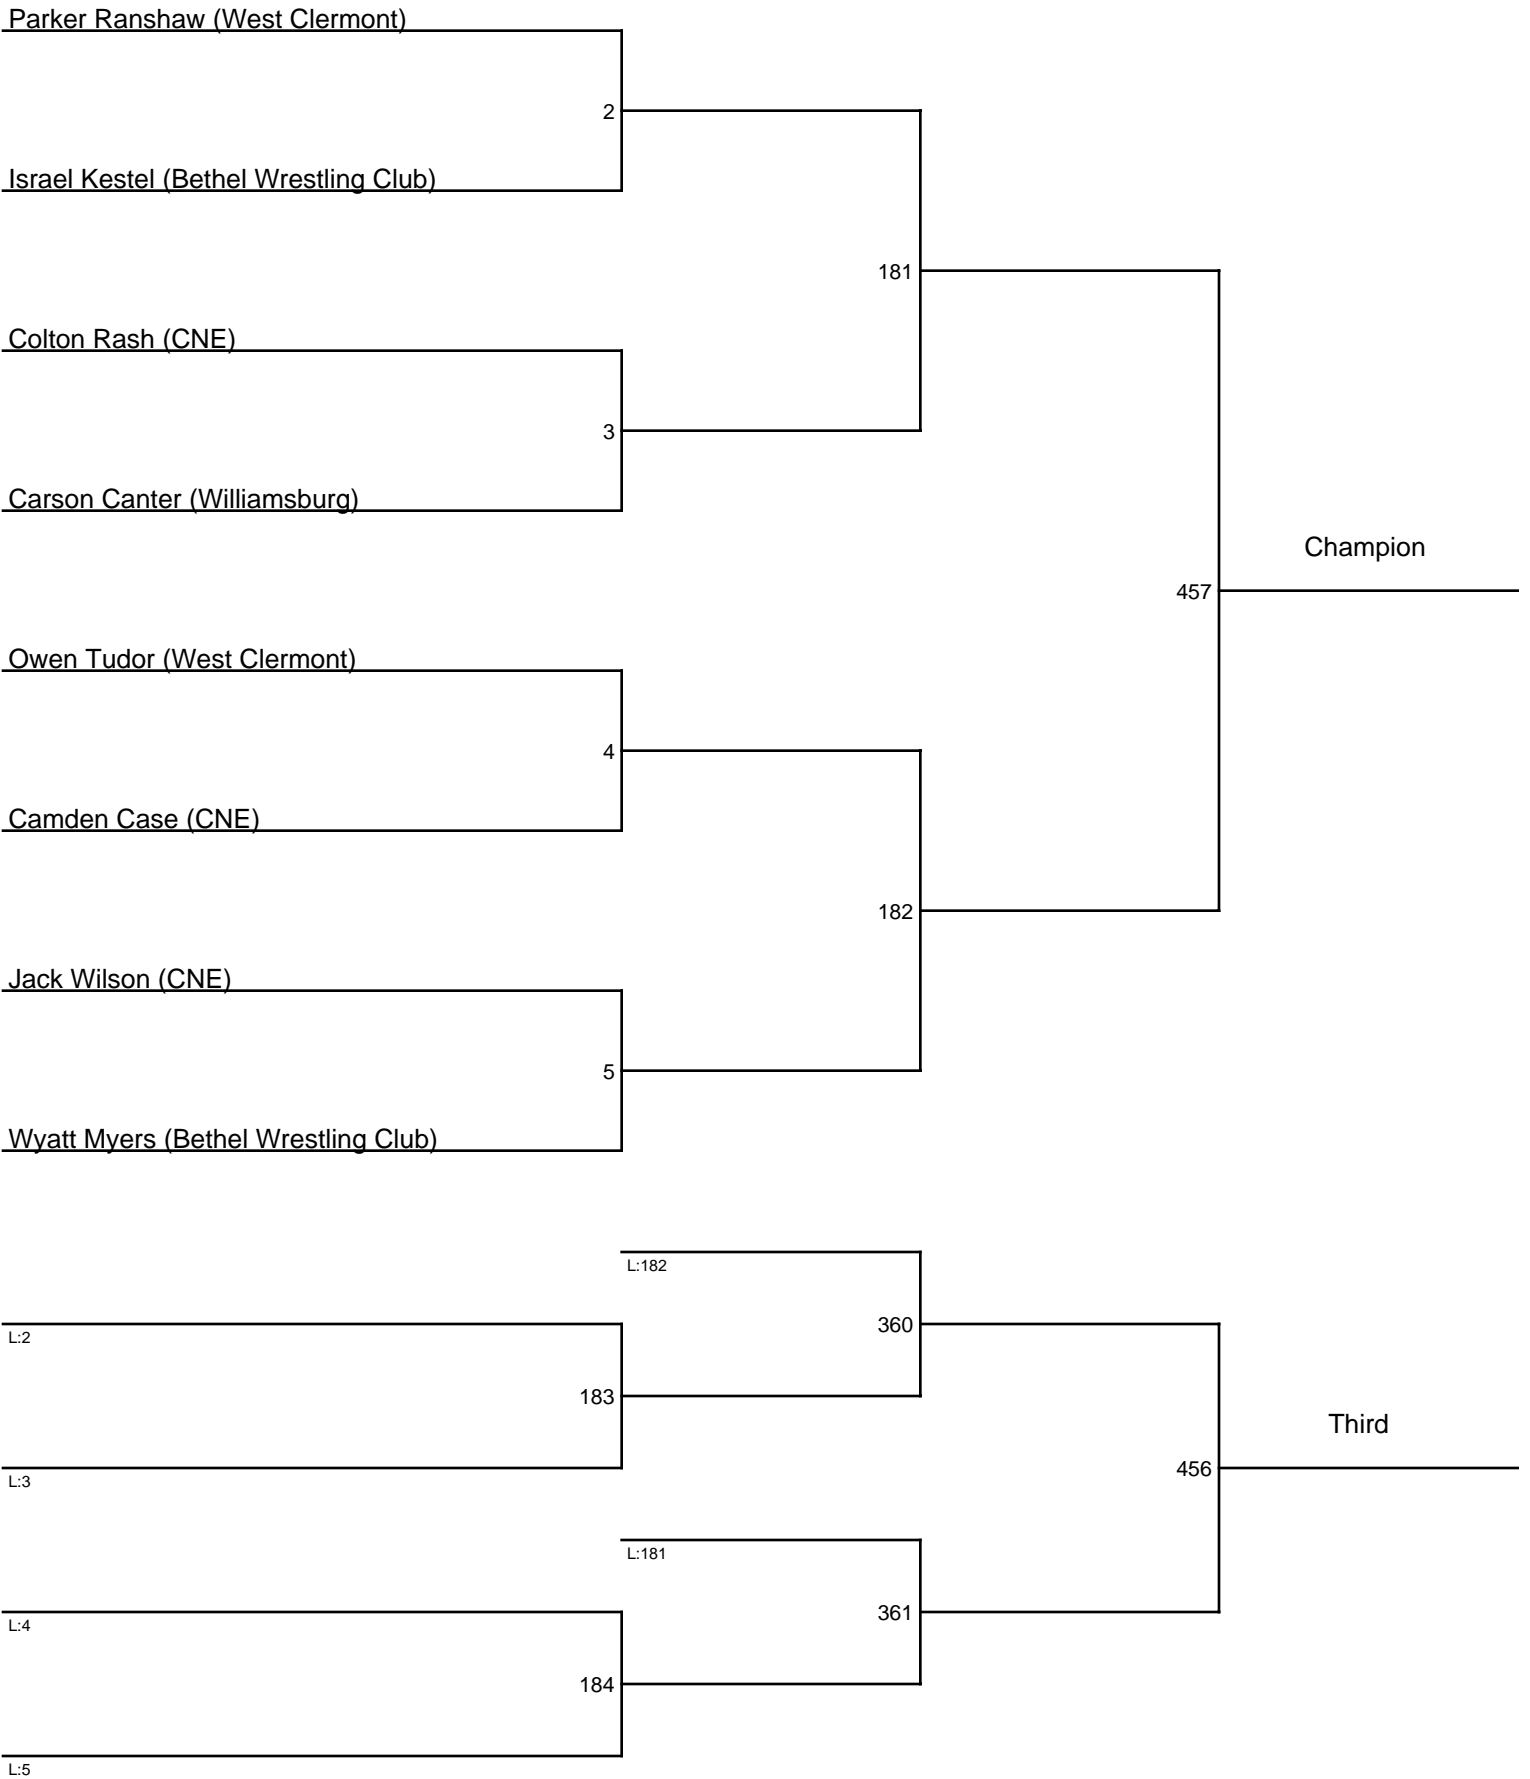 Parker Ranshaw (West Clermont)
2
Israel Kestel (Bethel Wrestling Club)
181
Colton Rash (CNE)
3
Carson Canter (Williamsburg)
Champion
457
Owen Tudor (West Clermont)
4
Camden Case (CNE)
182
Jack Wilson (CNE)
5
Wyatt Myers (Bethel Wrestling Club)
L:182
L:2
360
183
Third
L:3
456
L:181
L:4
361
184
L:5